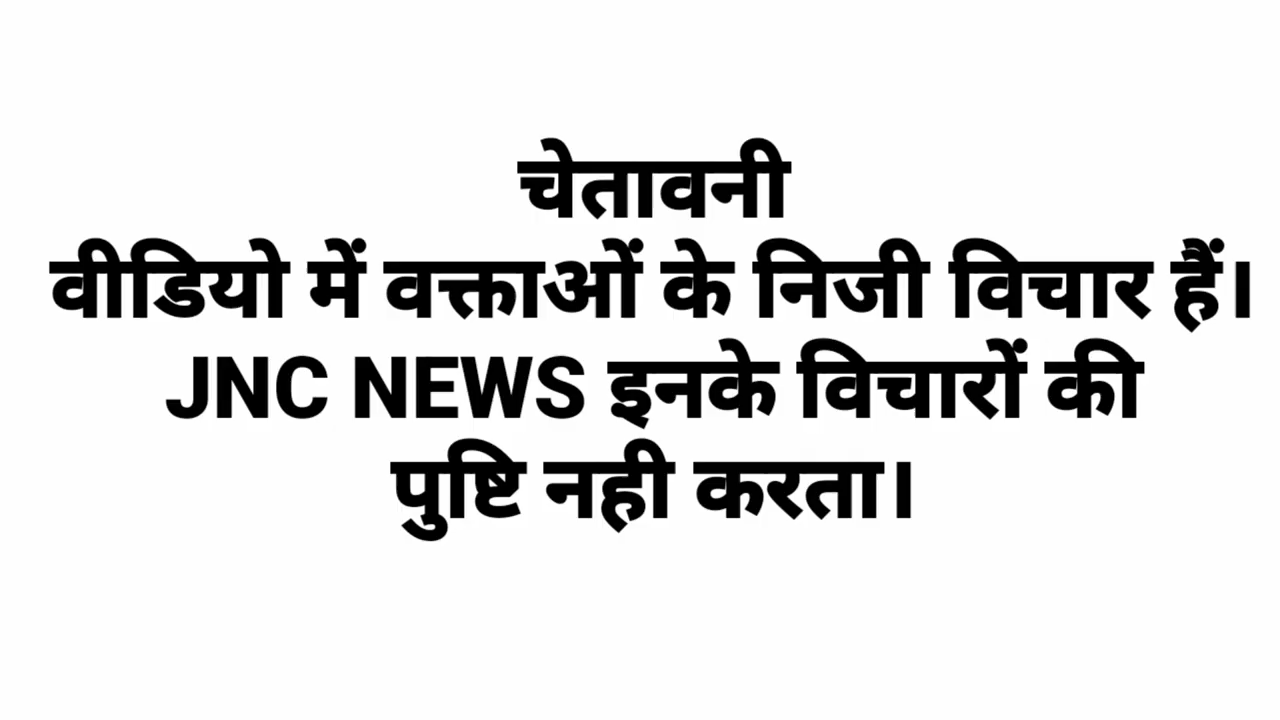 चेतावनी
वीडियो में वक्ताओं के निजी विचार हैं।
JNC NEWS इनके विचारों की
पुष्टि नही करता।